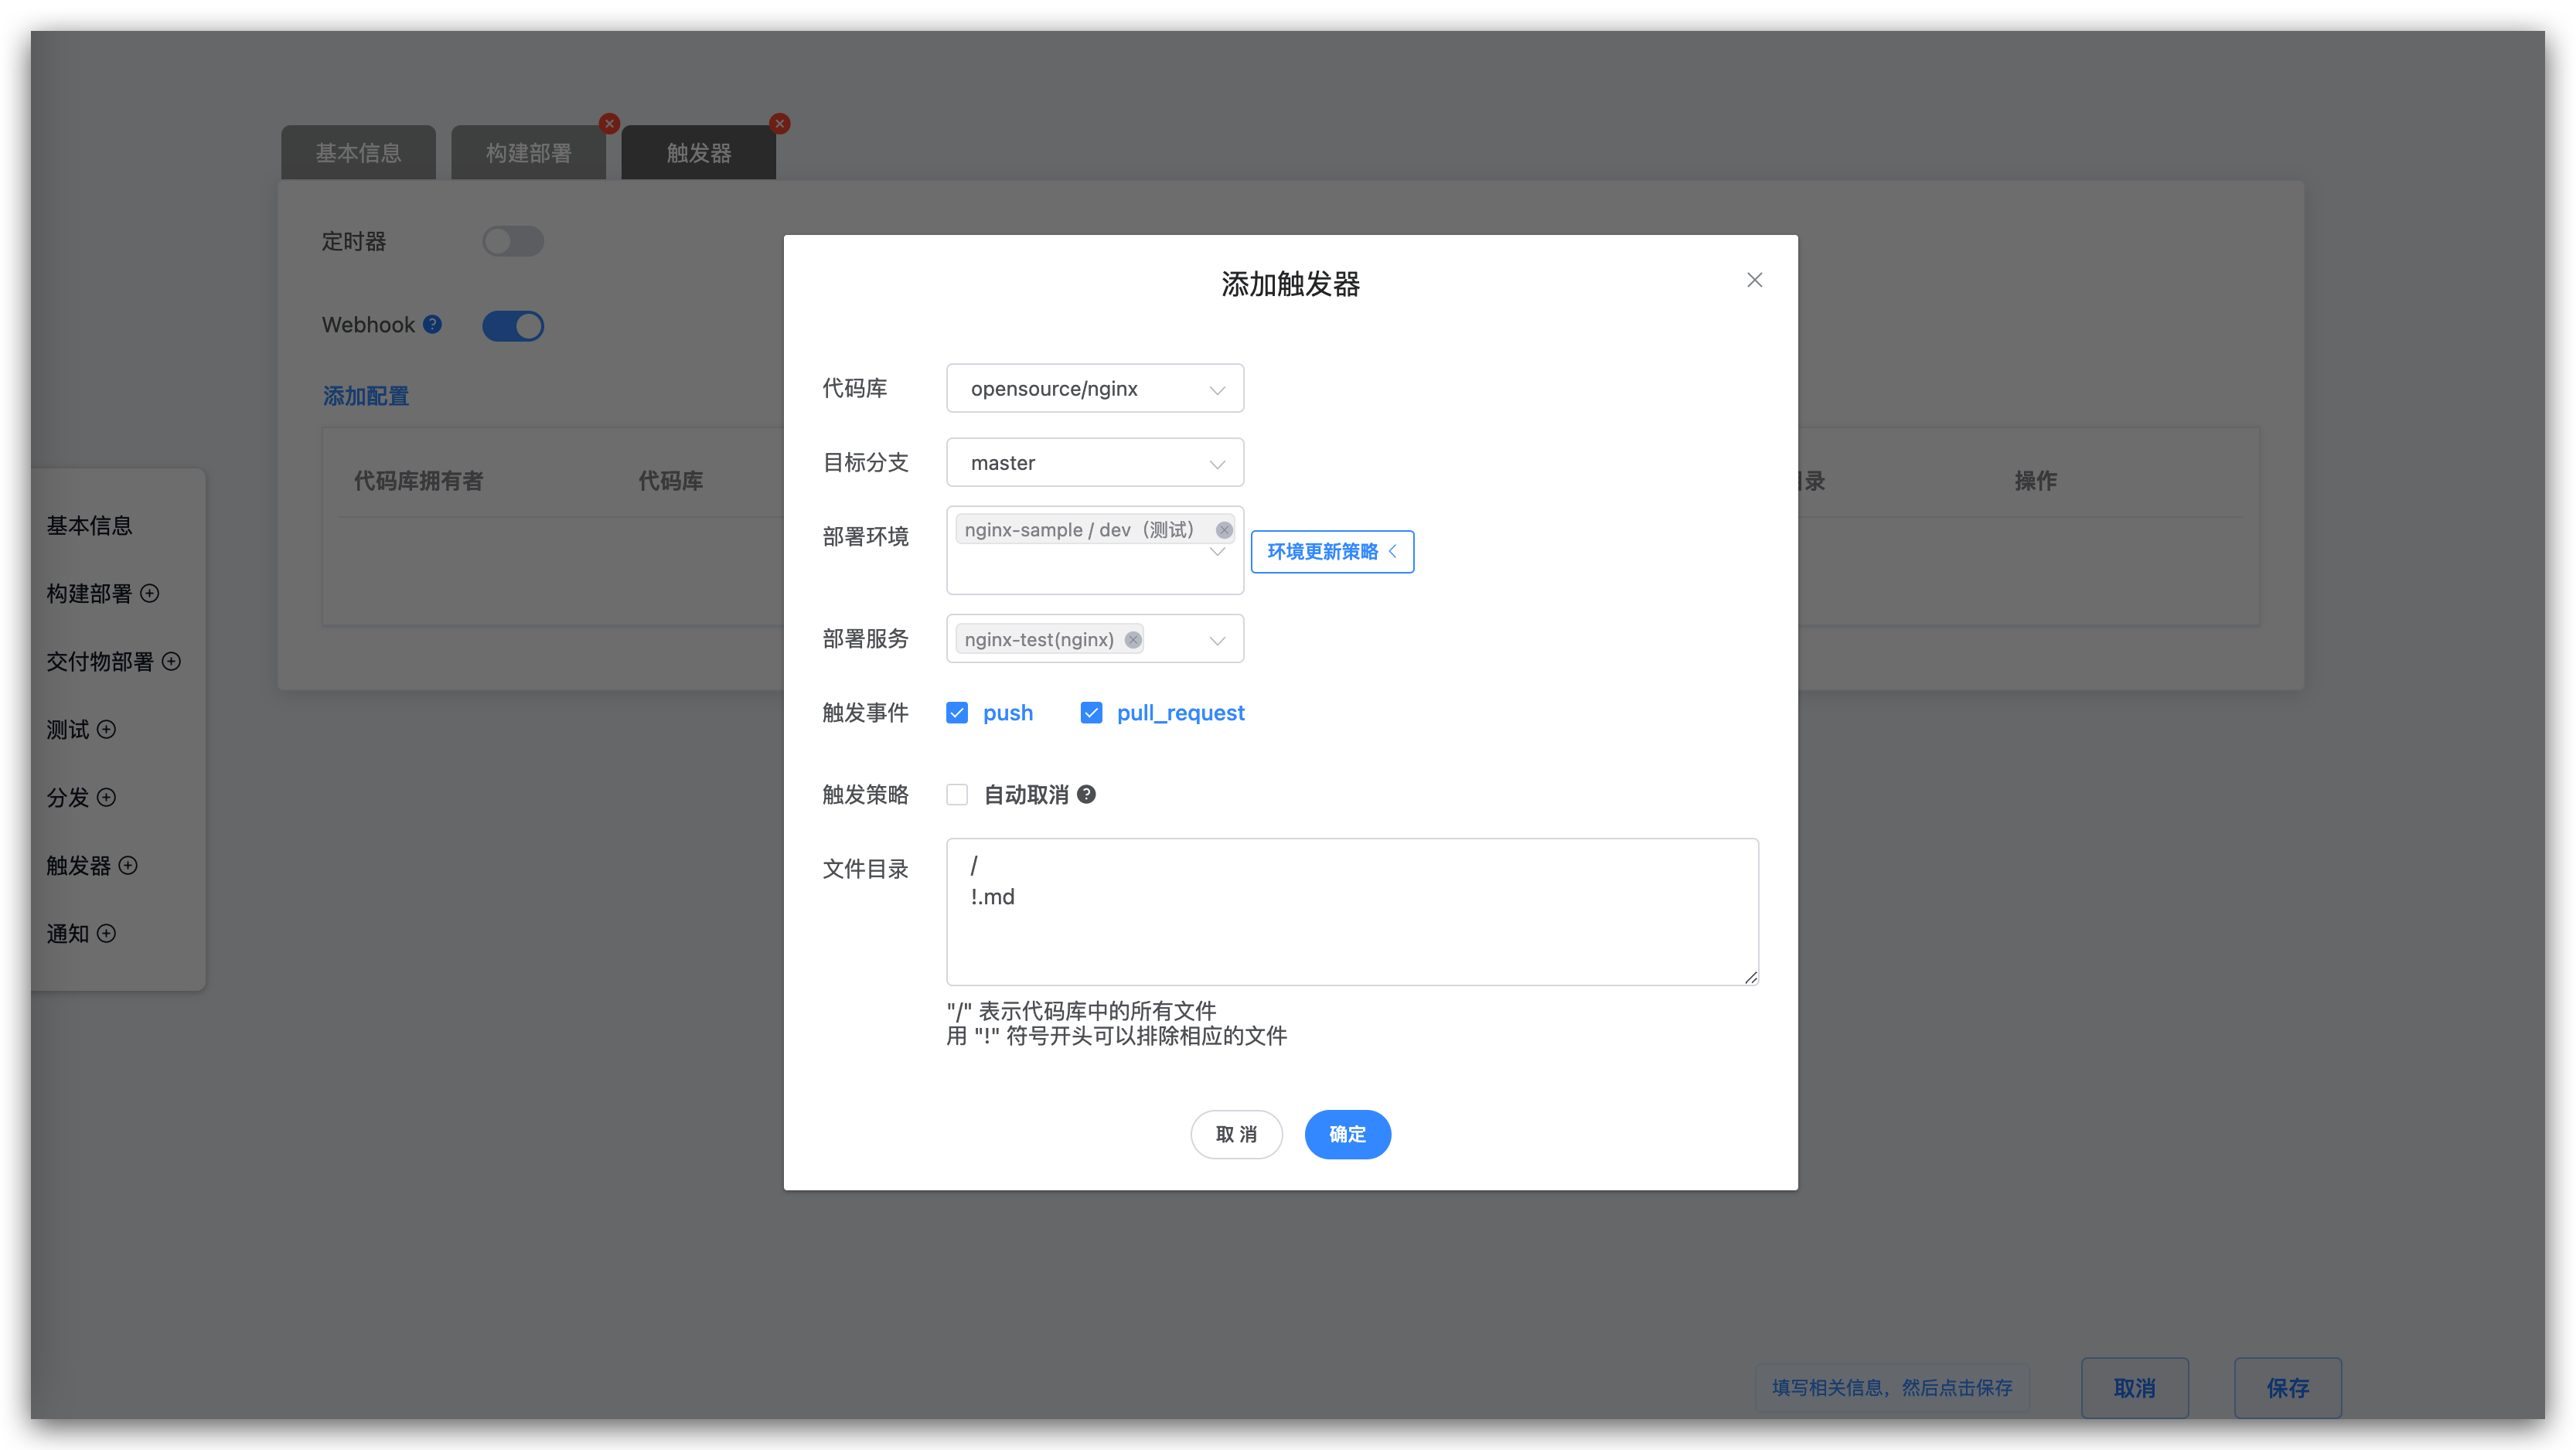 基本信息
构建部署
触发器
定时器
Webhook
添加配置
代码库拥有者
代码库
录
操作
基本信息
构建部署
交付物部署
测试
分发
触发器
通知
添加触发器
代码库
opensource/nginx
目标分支
master
部署环境
nginx-sample / dev（测试）
环境更新策略
部署服务
nginx-test(nginx)
触发事件
push
pull_request
触发策略
自动取消
文件目录
/
!.md
"/" 表示代码库中的所有文件
用 "!" 符号开头可以排除相应的文件
取 消
确定
填写相关信息，然后点击保存
取消
保存